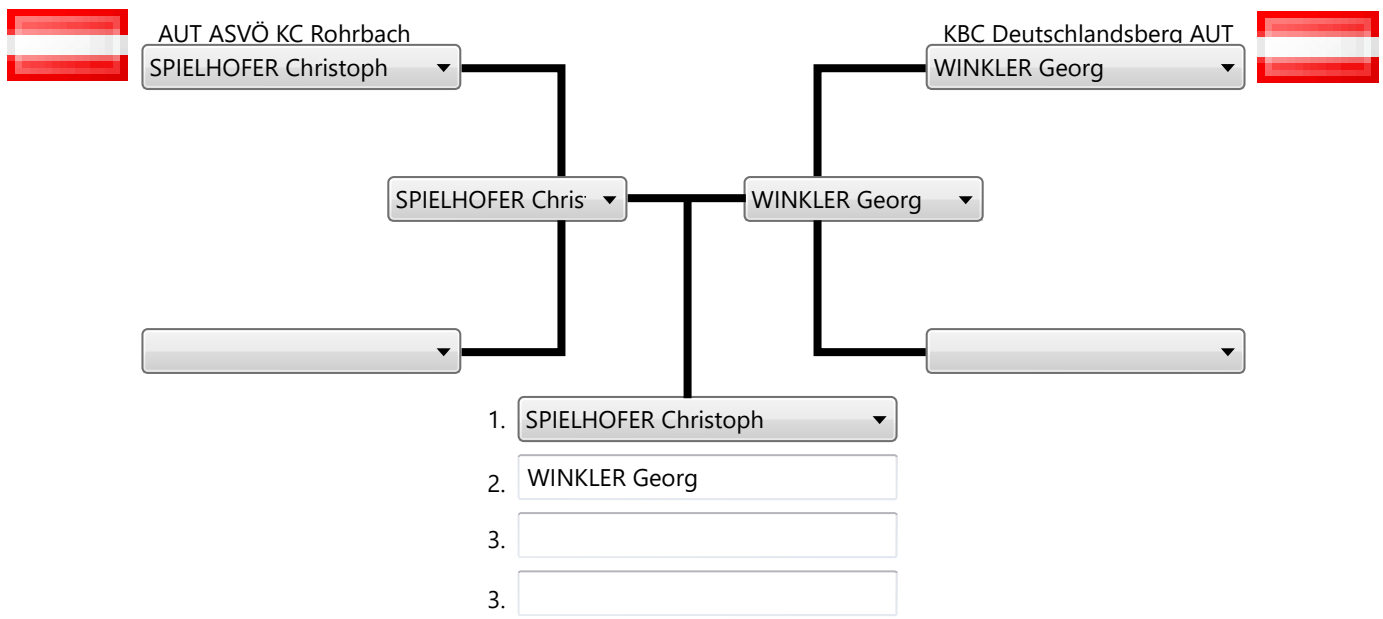 AUT ASVÖ KC Rohrbach
KBC Deutschlandsberg AUT
SPIELHOFER Christoph
WINKLER Georg
SPIELHOFER Chris
WINKLER Georg
1. SPIELHOFER Christoph
2. WINKLER Georg
3.
3.